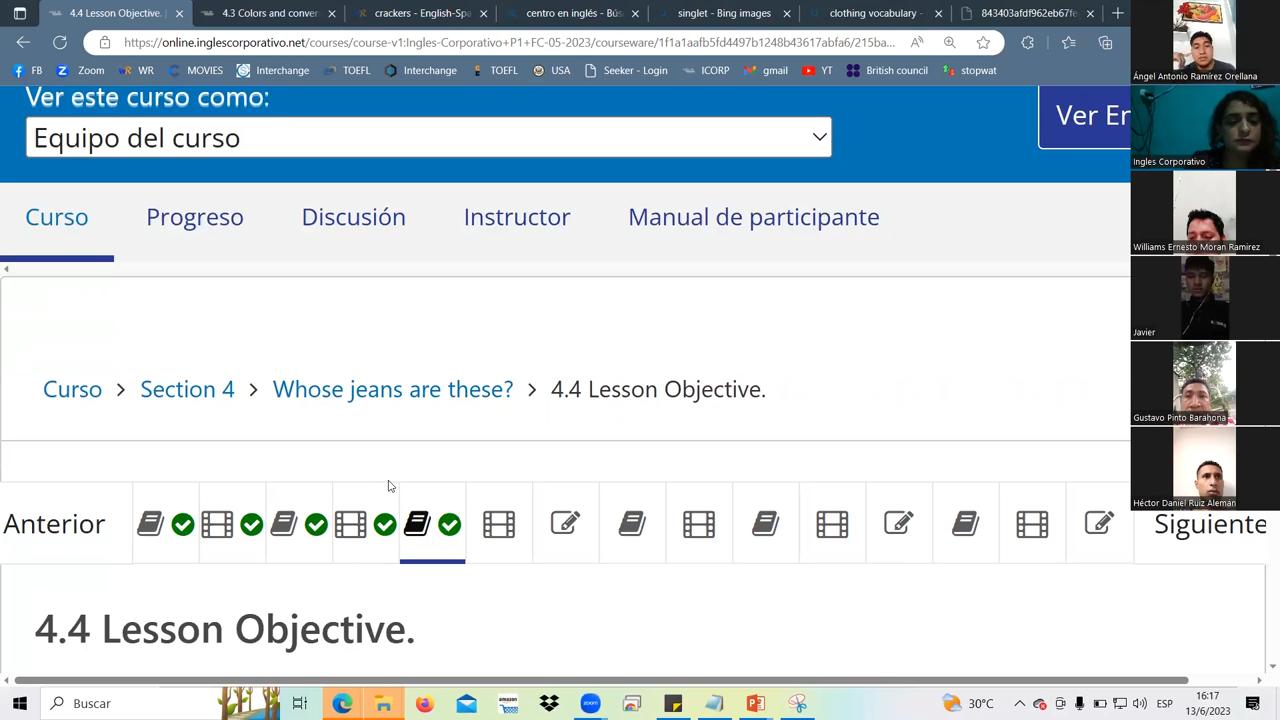 4.4 Lesson Objective.
4.3 Colors and conver
crackers - English-Spa
centro en inglés - Bús
singlet - Bing images
clothing vocabulary
843403afdf962eb67fe
https://online.inglescorporativo.net/courses/course-v1:Ingles-Corporativo+P1+FC-05-2023/courseware/1f1a1aafb5fd4497b1248b43617abfa6/215ba...
FB
Zoom
WR
MOVIES
Interchange
TOEFL
Interchange
TOEFL
USA
Seeker - Login
ICORP
gmail
YT
British council
stopwat
Ver este curso como:
Equipo del curso
Ver En
Curso
Progreso
Discusión
Instructor
Manual de participante
Curso > Section 4 > Whose jeans are these? > 4.4 Lesson Objective.
Anterior
Siguiente
4.4 Lesson Objective.
Ángel Antonio Ramírez Orellana
Ingles Corporativo
Williams Ernesto Moran Ramirez
Javier
Gustavo Pinto Barahona
Héctor Daniel Ruiz Alemán
Buscar
30°C
ESP
16:17
13/6/2023